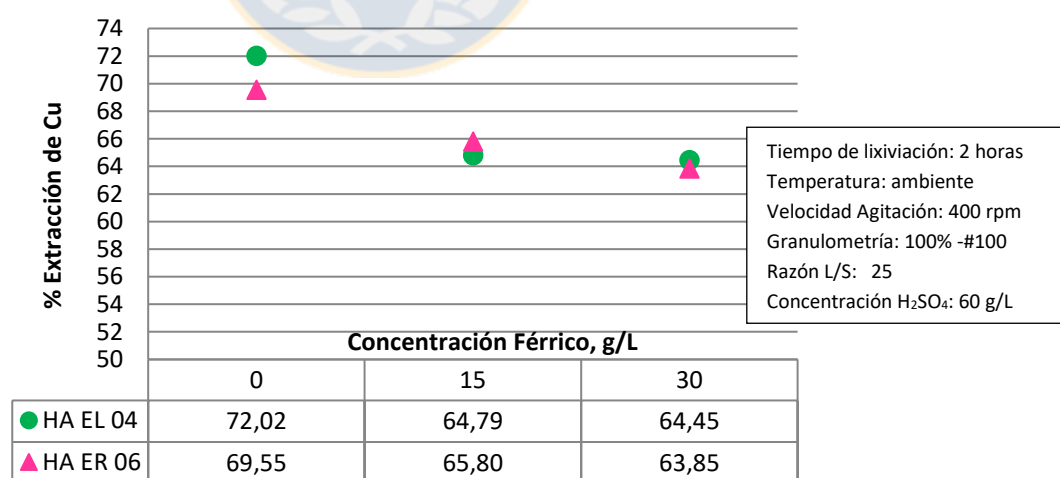 74
72
70
68
66
64
62
60
58
56
54
52
50
% Extracción de Cu
Tiempo de lixiviación: 2 horas
Temperatura: ambiente
Velocidad Agitación: 400 rpm
Granulometría: 100% -#100
Razón L/S: 25
Concentración H₂SO₄: 60 g/L
Concentración Férrico, g/L
0 15 30
HA EL 04 72,02 64,79 64,45
HA ER 06 69,55 65,80 63,85